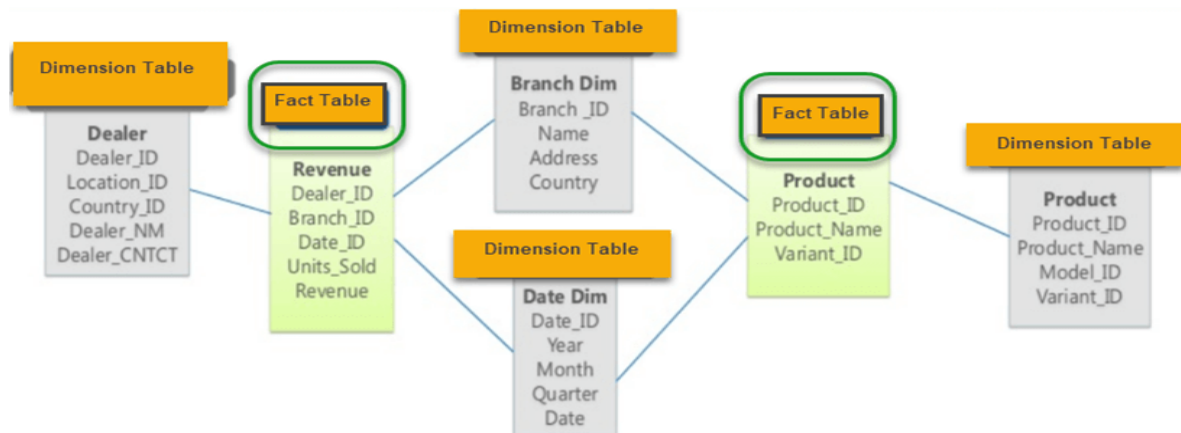 Dimension Table
Dealer
Dealer_ID
Location_ID
Country_ID
Dealer_NM
Dealer_CNTCT
Fact Table
Revenue
Dealer_ID
Branch_ID
Date_ID
Units_Sold
Revenue
Dimension Table
Branch Dim
Branch _ID
Name
Address
Country
Dimension Table
Date Dim
Date_ID
Year
Month
Quarter
Date
Fact Table
Product
Product_ID
Product_Name
Variant_ID
Dimension Table
Product
Product_ID
Product_Name
Model_ID
Variant_ID